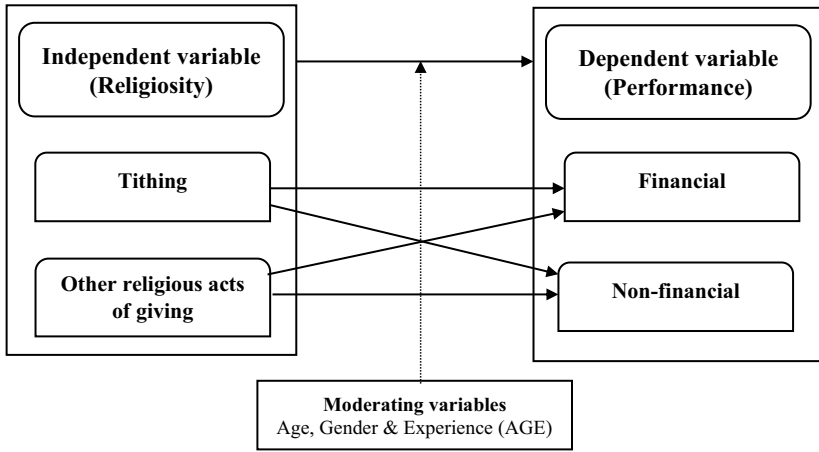 Independent variable
(Religiosity)
Dependent variable
(Performance)
Tithing
Financial
Other religious acts
of giving
Non-financial
Moderating variables
Age, Gender & Experience (AGE)